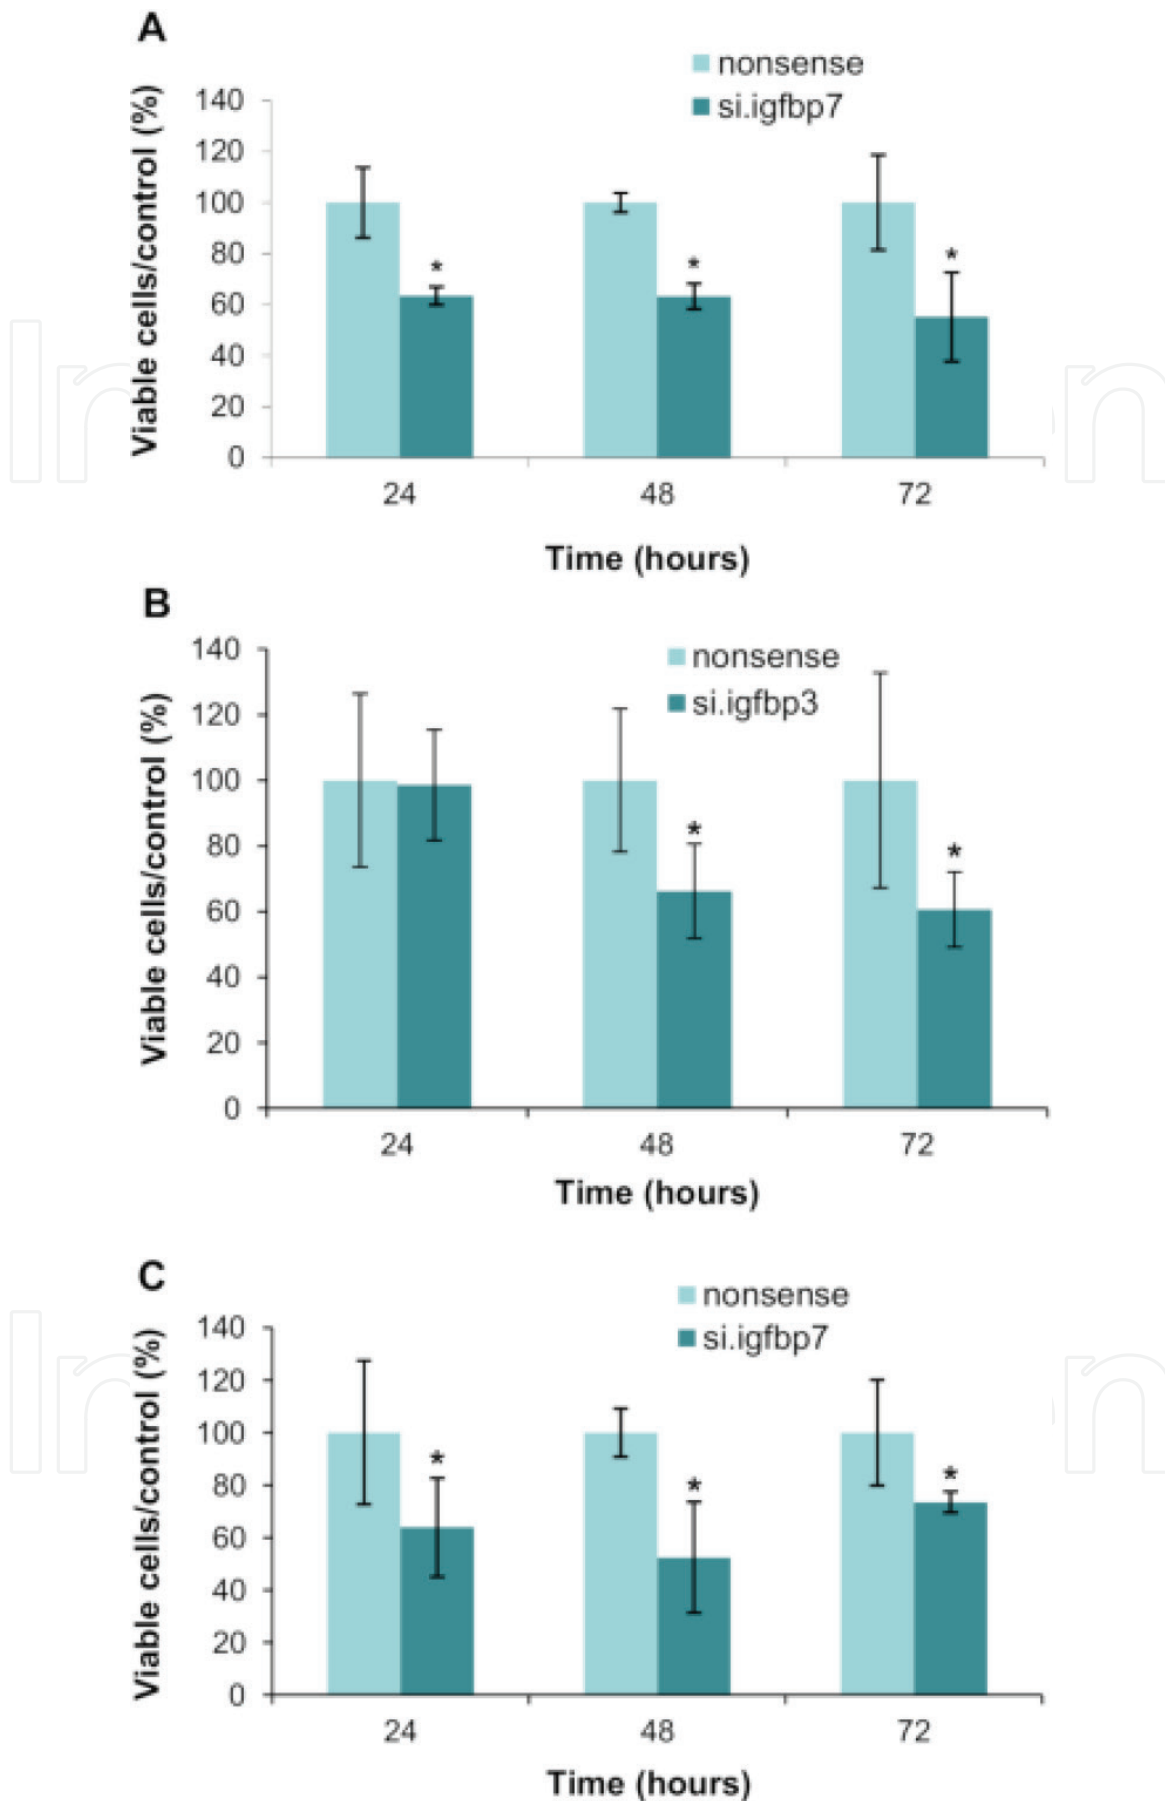 A
nonsense
si.igfbp7
Viable cells/control (%)
140
120
100
80
60
40
20
0
*
*
*
24 48 72
Time (hours)
B
nonsense
si.igfbp3
Viable cells/control (%)
140
120
100
80
60
40
20
0
*
*
24 48 72
Time (hours)
C
nonsense
si.igfbp7
Viable cells/control (%)
140
120
100
80
60
40
20
0
*
*
*
24 48 72
Time (hours)